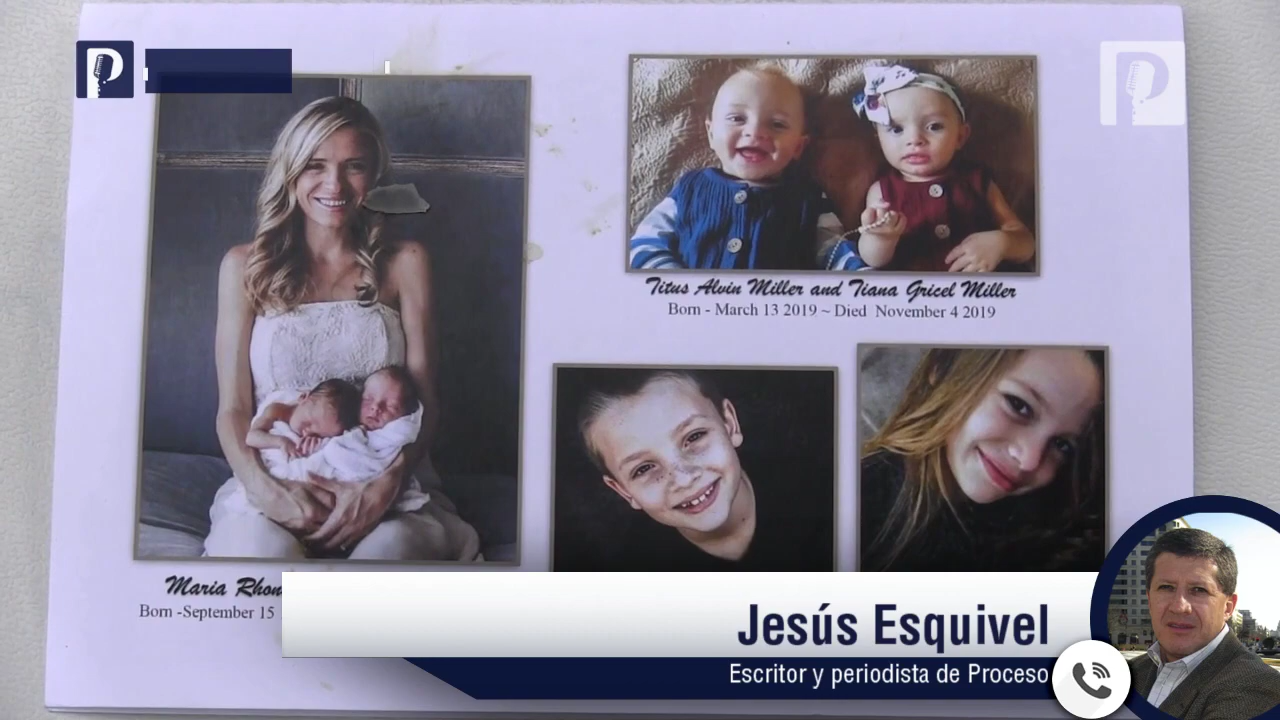 P
P
Titus Alvin Miller and Tiana Gricel Miller
Born - March 13 2019 ~ Died November 4 2019
Maria
Born -September 15
Jesús Esquivel
Escritor y periodista de Proceso